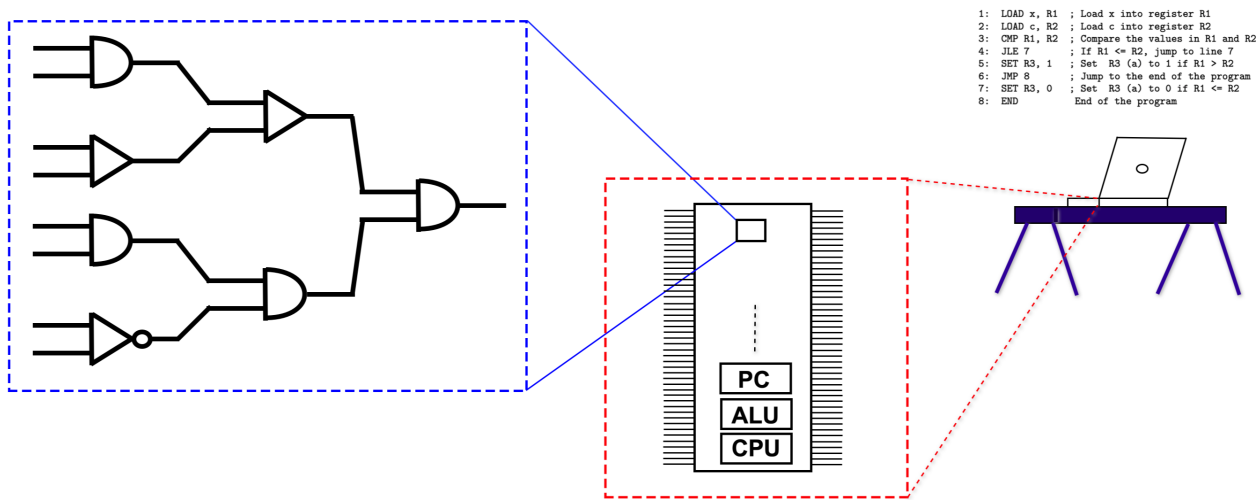 1: LOAD x, R1 ; Load x into register R1
2: LOAD c, R2 ; Load c into register R2
3: CMP R1, R2 ; Compare the values in R1 and R2
4: JLE 7 ; If R1 <= R2, jump to line 7
5: SET R3, 1 ; Set R3 (a) to 1 if R1 > R2
6: JMP 8 ; Jump to the end of the program
7: SET R3, 0 ; Set R3 (a) to 0 if R1 <= R2
8: END End of the program
PC
ALU
CPU